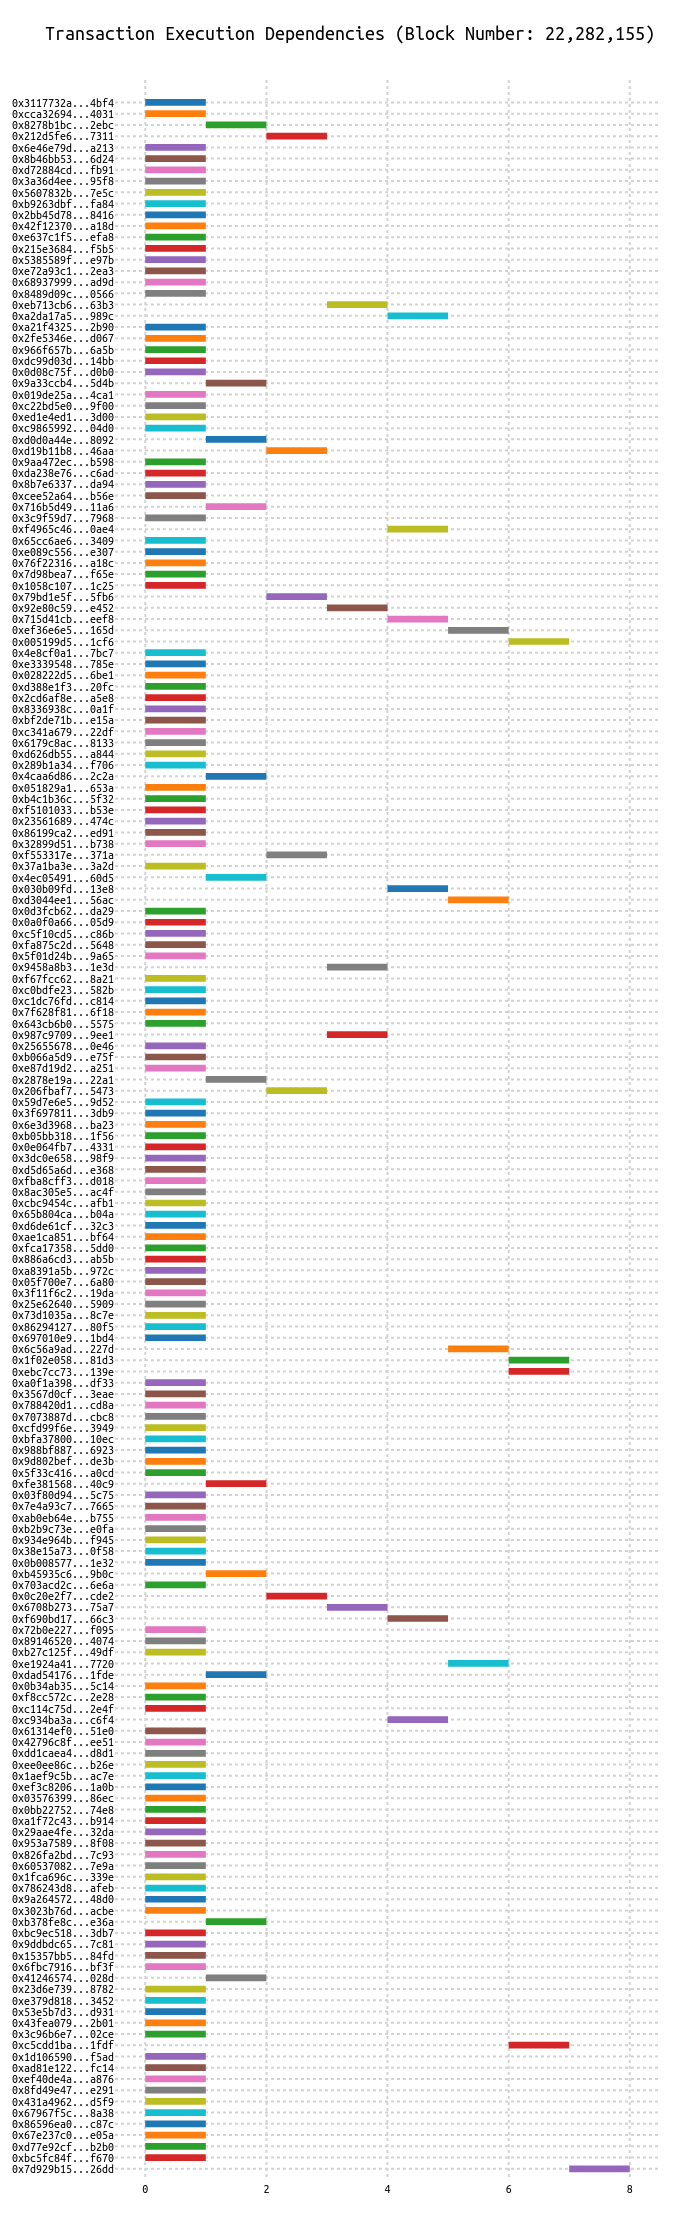 Transaction Execution Dependencies (Block Number: 22,282,155)
0x3117732a...4bf4
0xcca32694...4031
0x8278b1bc...2ebc
0x212d5fe6...7311
0x6e46e79d...a213
0x8b46bb53...6d24
0xd72884cd...fb91
0x3a36d4ee...95f8
0x5607832b...7e5c
0xb9263dbf...fa84
0x2bb45d78...8416
0x42f12370...a18d
0xe637c1f5...efa8
0x215e3684...f5b5
0x5385589f...e97b
0xe72a93c1...2ea3
0x68937999...ad9d
0x8489d09c...0566
0xeb713cb6...63b3
0xa2da17a5...989c
0xa21f4325...2b90
0x2fe5346e...d067
0x966f657b...6a5b
0xdc99d03d...14bb
0x0d08c75f...d0b0
0x9a33ccb4...5d4b
0x019de25a...4ca1
0xc22bd5e0...9f00
0xed1e4ed1...3d00
0xc9865992...04d0
0xd0d0a44e...8092
0xd19b11b8...46aa
0x9aa472ec...b598
0xda238e76...c6ad
0x8b7e6337...da94
0xcee52a64...b56e
0x716b5d49...11a6
0x3c9f59d7...7968
0xf4965c46...0ae4
0x65cc6ae6...3409
0xe089c556...e307
0x76f22316...a18c
0x7d98bea7...f65e
0x1058c107...1c25
0x79bd1e5f...5fb6
0x92e80c59...e452
0x715d41cb...eef8
0xef36e6e5...165d
0x005199d5...1cf6
0x4e8cf0a1...7bc7
0xe3339548...785e
0x028222d5...6be1
0xd388e1f3...20fc
0x2cd6af8e...a5e8
0x8336938c...0a1f
0xbf2de71b...e15a
0xc341a679...22df
0x6179c8ac...8133
0xd626db55...a844
0x289b1a34...f706
0x4caa6d86...2c2a
0x051829a1...653a
0xb4c1b36c...5f32
0xf5101033...b53e
0x23561689...474c
0x86199ca2...ed91
0x32899d51...b738
0xf553317e...371a
0x37a1ba3e...3a2d
0x4ec05491...60d5
0x030b09fd...13e8
0xd3044ee1...56ac
0x0d3fcb62...da29
0x0a0f0a66...05d9
0xc5f10cd5...c86b
0xfa875c2d...5648
0x5f01d24b...9a65
0x9458a8b3...1e3d
0xf67fcc62...8a21
0xc0bdfe23...582b
0xc1dc76fd...c814
0x7f628f81...6f18
0x643cb6b0...5575
0x987c9709...9ee1
0x25655678...0e46
0xb066a5d9...e75f
0xe87d19d2...a251
0x2878e19a...22a1
0x206fbaf7...5473
0x59d7e6e5...9d52
0x3f697811...3db9
0x6e3d3968...ba23
0xb05bb318...1f56
0x0e064fb7...4331
0x3dc0e658...98f9
0xd5d65a6d...e368
0xfba8cff3...d018
0x8ac305e5...ac4f
0xcbc9454c...afb1
0x65b804ca...b04a
0xd6de61cf...32c3
0xae1ca851...bf64
0xfca17358...5dd0
0x886a6cd3...ab5b
0xa8391a5b...972c
0x05f700e7...6a80
0x3f11f6c2...19da
0x25e62640...5909
0x73d1035a...8c7e
0x86294127...80f5
0x697010e9...1bd4
0x6c56a9ad...227d
0x1f02e058...81d3
0xebc7cc73...139e
0xa0f1a398...df33
0x3567d0cf...3eae
0x788420d1...cd8a
0x7073887d...cbc8
0xcfd99f6e...3949
0xbfa37800...10ec
0x988bf887...6923
0x9d802bef...de3b
0x5f33c416...a0cd
0xfe381568...40c9
0x03f80d94...5c75
0x7e4a93c7...7665
0xab0eb64e...b755
0xb2b9c73e...e0fa
0x934e964b...f945
0x38e15a73...0f58
0x0b008577...1e32
0xb45935c6...9b0c
0x703acd2c...6e6a
0x0c20e2f7...cde2
0x6708b273...75a7
0xf690bd17...66c3
0x72b0e227...f095
0x89146520...4074
0xb27c125f...49df
0xe1924a41...7720
0xdad54176...1fde
0x0b34ab35...5c14
0xf8cc572c...2e28
0xc114c75d...2e4f
0xc934ba3a...c6f4
0x61314ef0...51e0
0x42796c8f...ee51
0xdd1caea4...d8d1
0xee0ee86c...b26e
0x1aef9c5b...ac7e
0xef3c8206...1a0b
0x03576399...86ec
0x0bb22752...74e8
0xa1f72c43...b914
0x29aae4fe...32da
0x953a7589...8f08
0x826fa2bd...7c93
0x60537082...7e9a
0x1fca696c...339e
0x786243d8...afeb
0x9a264572...48d0
0x3023b76d...acbe
0xb378fe8c...e36a
0xbc9ec518...3db7
0x9ddbdc65...7c81
0x15357bb5...84fd
0x6fbc7916...bf3f
0x41246574...028d
0x23d6e739...8782
0xe379d818...3452
0x53e5b7d3...d931
0x43fea079...2b01
0x3c96b6e7...02ce
0xc5cdd1ba...1fdf
0x1d106590...f5ad
0xad81e122...fc14
0xef40de4a...a876
0x8fd49e47...e291
0x431a4962...d5f9
0x67967f5c...8a38
0x86596ea0...c87c
0x67e237c0...e05a
0xd77e92cf...b2b0
0xbc5fc84f...f670
0x7d929b15...26dd
0 2 4 6 8